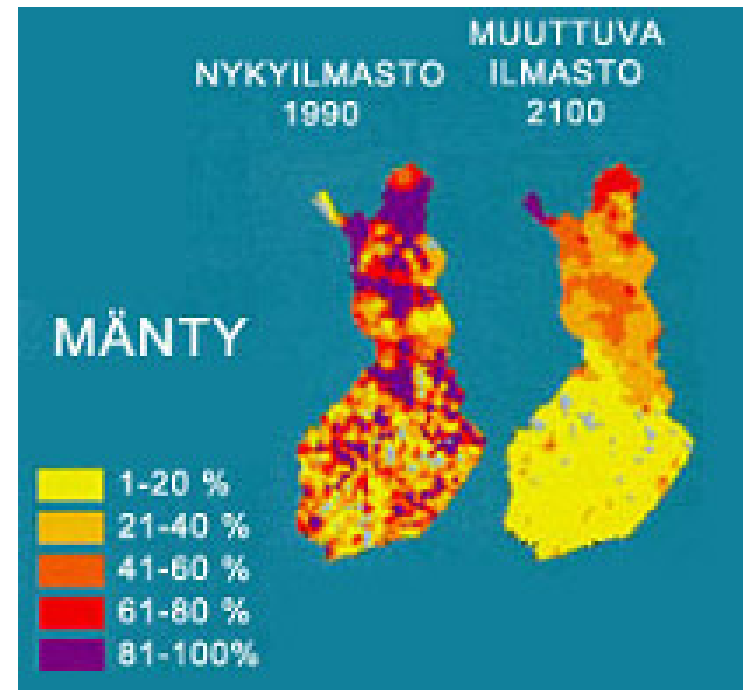 NYKYILMASTO
1990
MUUTTUVA
ILMASTO
2100
MÄNTY
1-20 %
21-40 %
41-60 %
61-80 %
81-100%